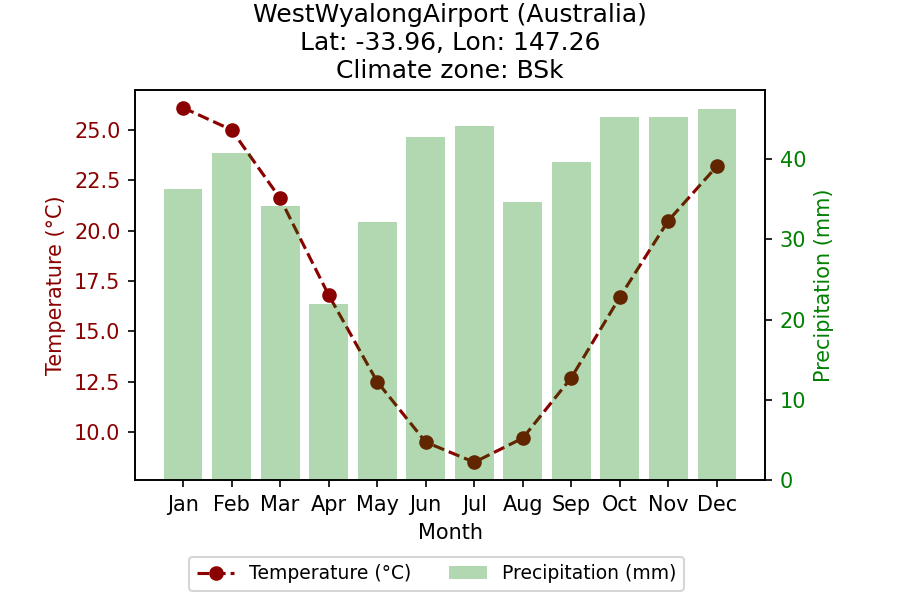 WestWyalongAirport (Australia)
Lat: -33.96, Lon: 147.26
Climate zone: BSk
Temperature (°C)
25.0
22.5
20.0
17.5
15.0
12.5
10.0
40
30
20
10
0
Precipitation (mm)
Jan Feb Mar Apr May Jun Jul Aug Sep Oct Nov Dec
Month
Temperature (°C) Precipitation (mm)